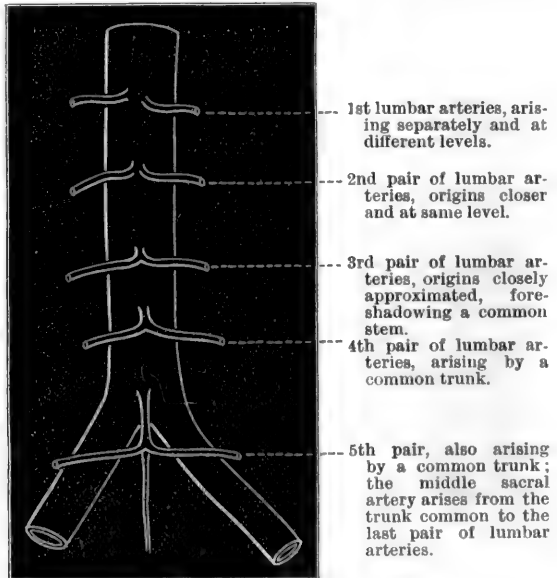 1st lumbar arteries, aris-
ing separately and at
different levels.
2nd pair of lumbar ar-
teries, origins closer
and at same level.
3rd pair of lumbar ar-
teries, origins closely
approximated, fore-
shadowing a common
stem.
4th pair of lumbar ar-
teries, arising by a
common trunk.
5th pair, also arising
by a common trunk;
the middle sacral
artery arises from the
trunk common to the
last pair of lumbar
arteries.